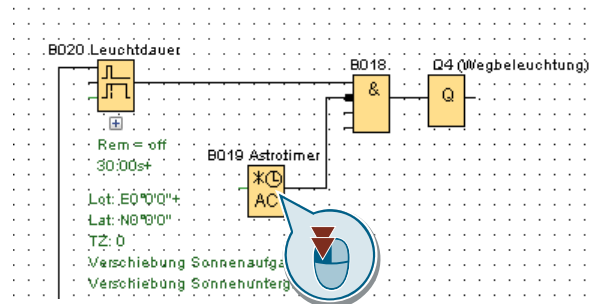 B020 Leuchtdauer
B018
Q4 (Wegbeleuchtung)
&
Q
Rem = off
30:00s+
B019 Astrotimer
AC
Lot: E0°0'0"+
Lat: N0°0'0"
TZ: 0
Verschiebung Sonnenaufga
Verschiebung Sonnenunterg